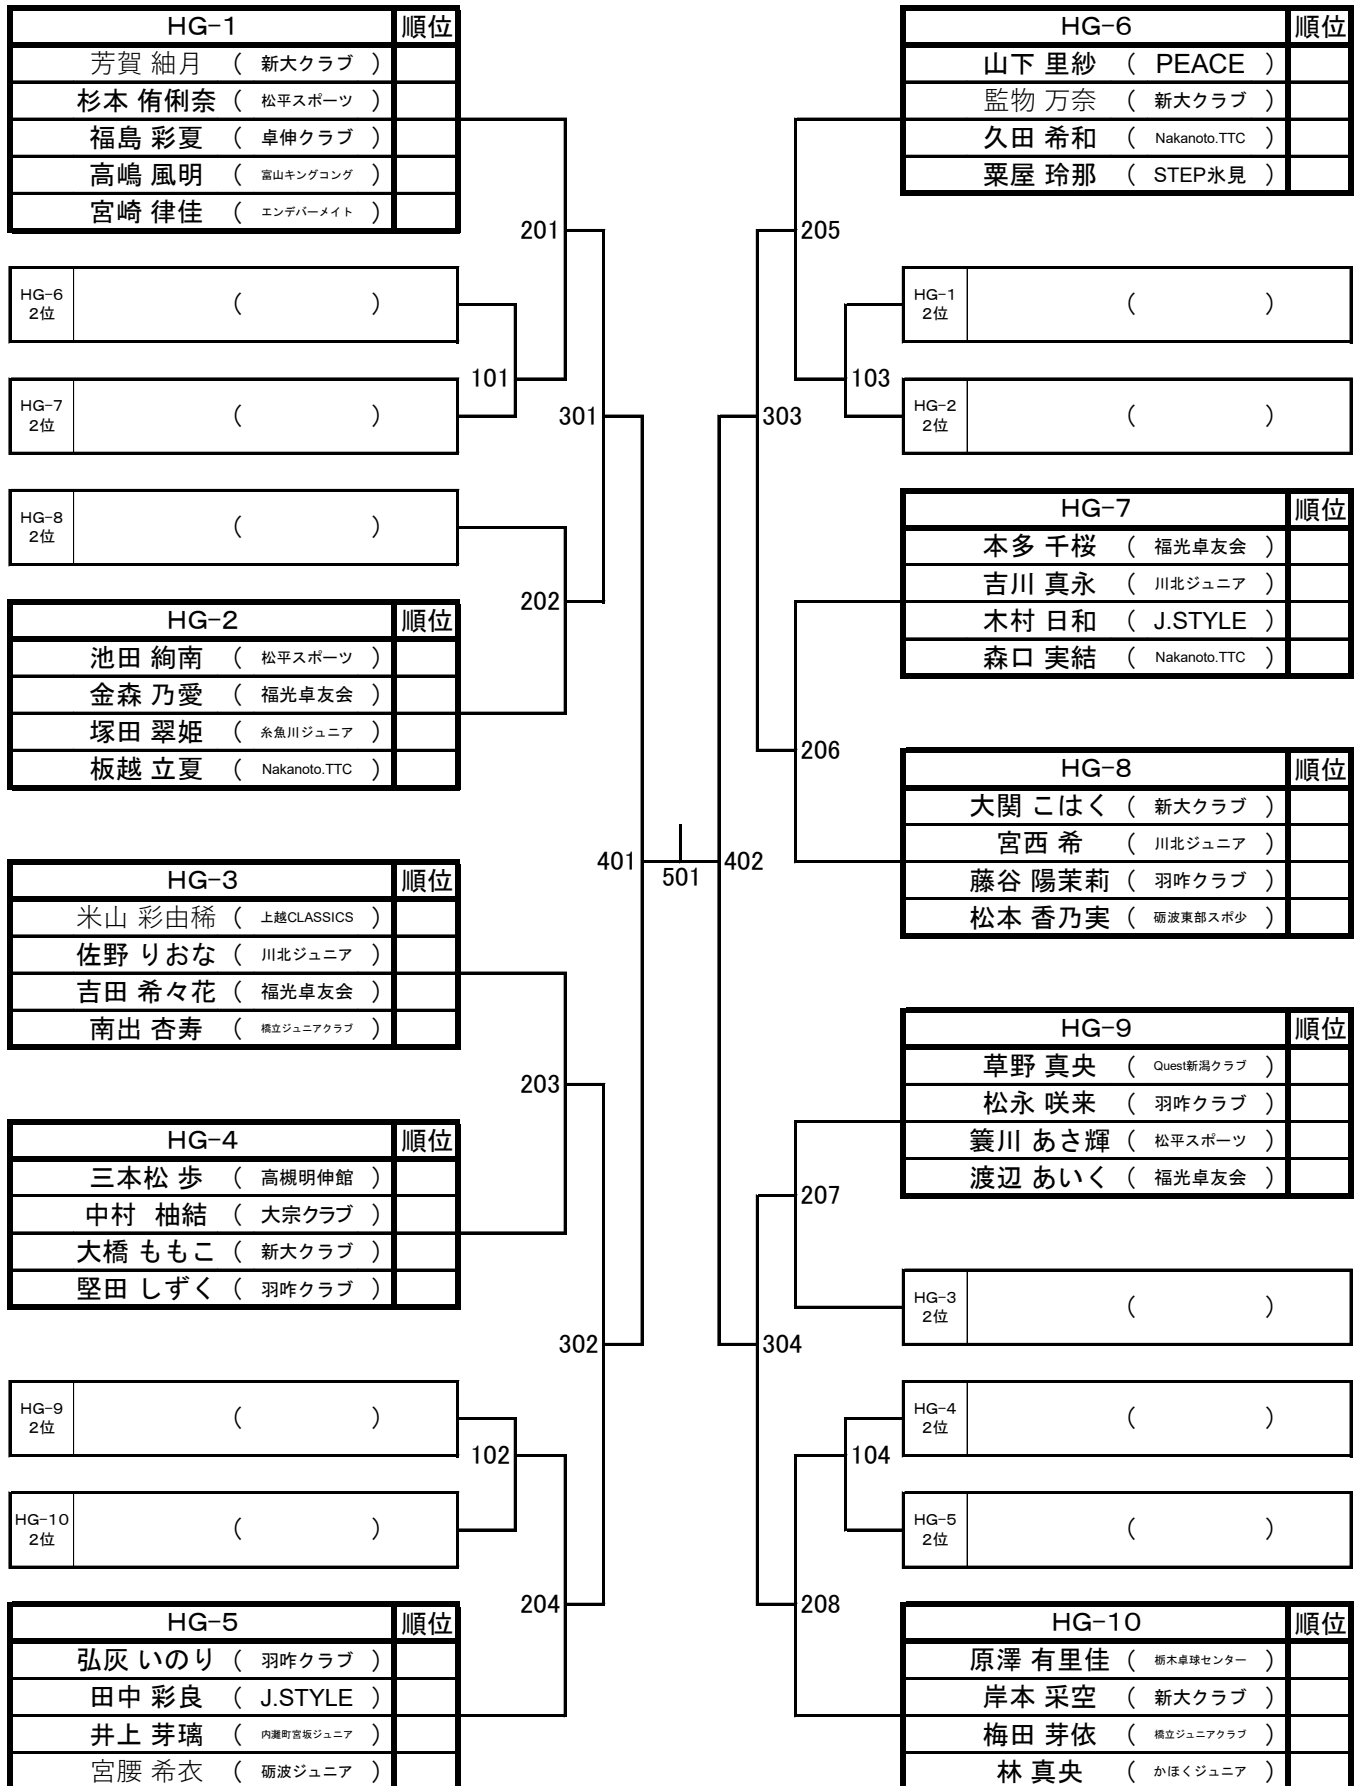 HG-1 順位
芳賀 紬月 （ 新大クラブ ）
杉本 侑俐奈 （ 松平スポーツ ）
福島 彩夏 （ 卓伸クラブ ）
高嶋 風明 （ 富山キングコング ）
宮崎 律佳 （ エンデバーメイト ）
201
HG-6
2位 （ ）
101
HG-7
2位 （ ）
301
HG-8
2位 （ ）
202
HG-2 順位
池田 絢南 （ 松平スポーツ ）
金森 乃愛 （ 福光卓友会 ）
塚田 翠姫 （ 糸魚川ジュニア ）
板越 立夏 （ Nakanoto.TTC ）
401
501
HG-3 順位
米山 彩由稀 （ 上越CLASSICS ）
佐野 りおな （ 川北ジュニア ）
吉田 希々花 （ 福光卓友会 ）
南出 杏寿 （ 橋立ジュニアクラブ ）
203
HG-4 順位
三本松 歩 （ 高槻明伸館 ）
中村 柚結 （ 大宗クラブ ）
大橋 ももこ （ 新大クラブ ）
堅田 しずく （ 羽咋クラブ ）
302
HG-9
2位 （ ）
102
HG-10
2位 （ ）
204
HG-5 順位
弘灰 いのり （ 羽咋クラブ ）
田中 彩良 （ J.STYLE ）
井上 芽璃 （ 内灘町宮坂ジュニア ）
宮腰 希衣 （ 砺波ジュニア ）
HG-6 順位
山下 里紗 （ PEACE ）
監物 万奈 （ 新大クラブ ）
久田 希和 （ Nakanoto.TTC ）
粟屋 玲那 （ STEP氷見 ）
205
HG-1
2位 （ ）
103
HG-2
2位 （ ）
303
HG-7 順位
本多 千桜 （ 福光卓友会 ）
吉川 真永 （ 川北ジュニア ）
木村 日和 （ J.STYLE ）
森口 実結 （ Nakanoto.TTC ）
206
HG-8 順位
大関 こはく （ 新大クラブ ）
宮西 希 （ 川北ジュニア ）
藤谷 陽茉莉 （ 羽咋クラブ ）
松本 香乃実 （ 砺波東部スポ少 ）
402
HG-9 順位
草野 真央 （ Quest新潟クラブ ）
松永 咲来 （ 羽咋クラブ ）
簑川 あさ輝 （ 松平スポーツ ）
渡辺 あいく （ 福光卓友会 ）
207
HG-3
2位 （ ）
304
HG-4
2位 （ ）
104
HG-5
2位 （ ）
208
HG-10 順位
原澤 有里佳 （ 栃木卓球センター ）
岸本 采空 （ 新大クラブ ）
梅田 芽依 （ 橋立ジュニアクラブ ）
林 真央 （ かほくジュニア ）